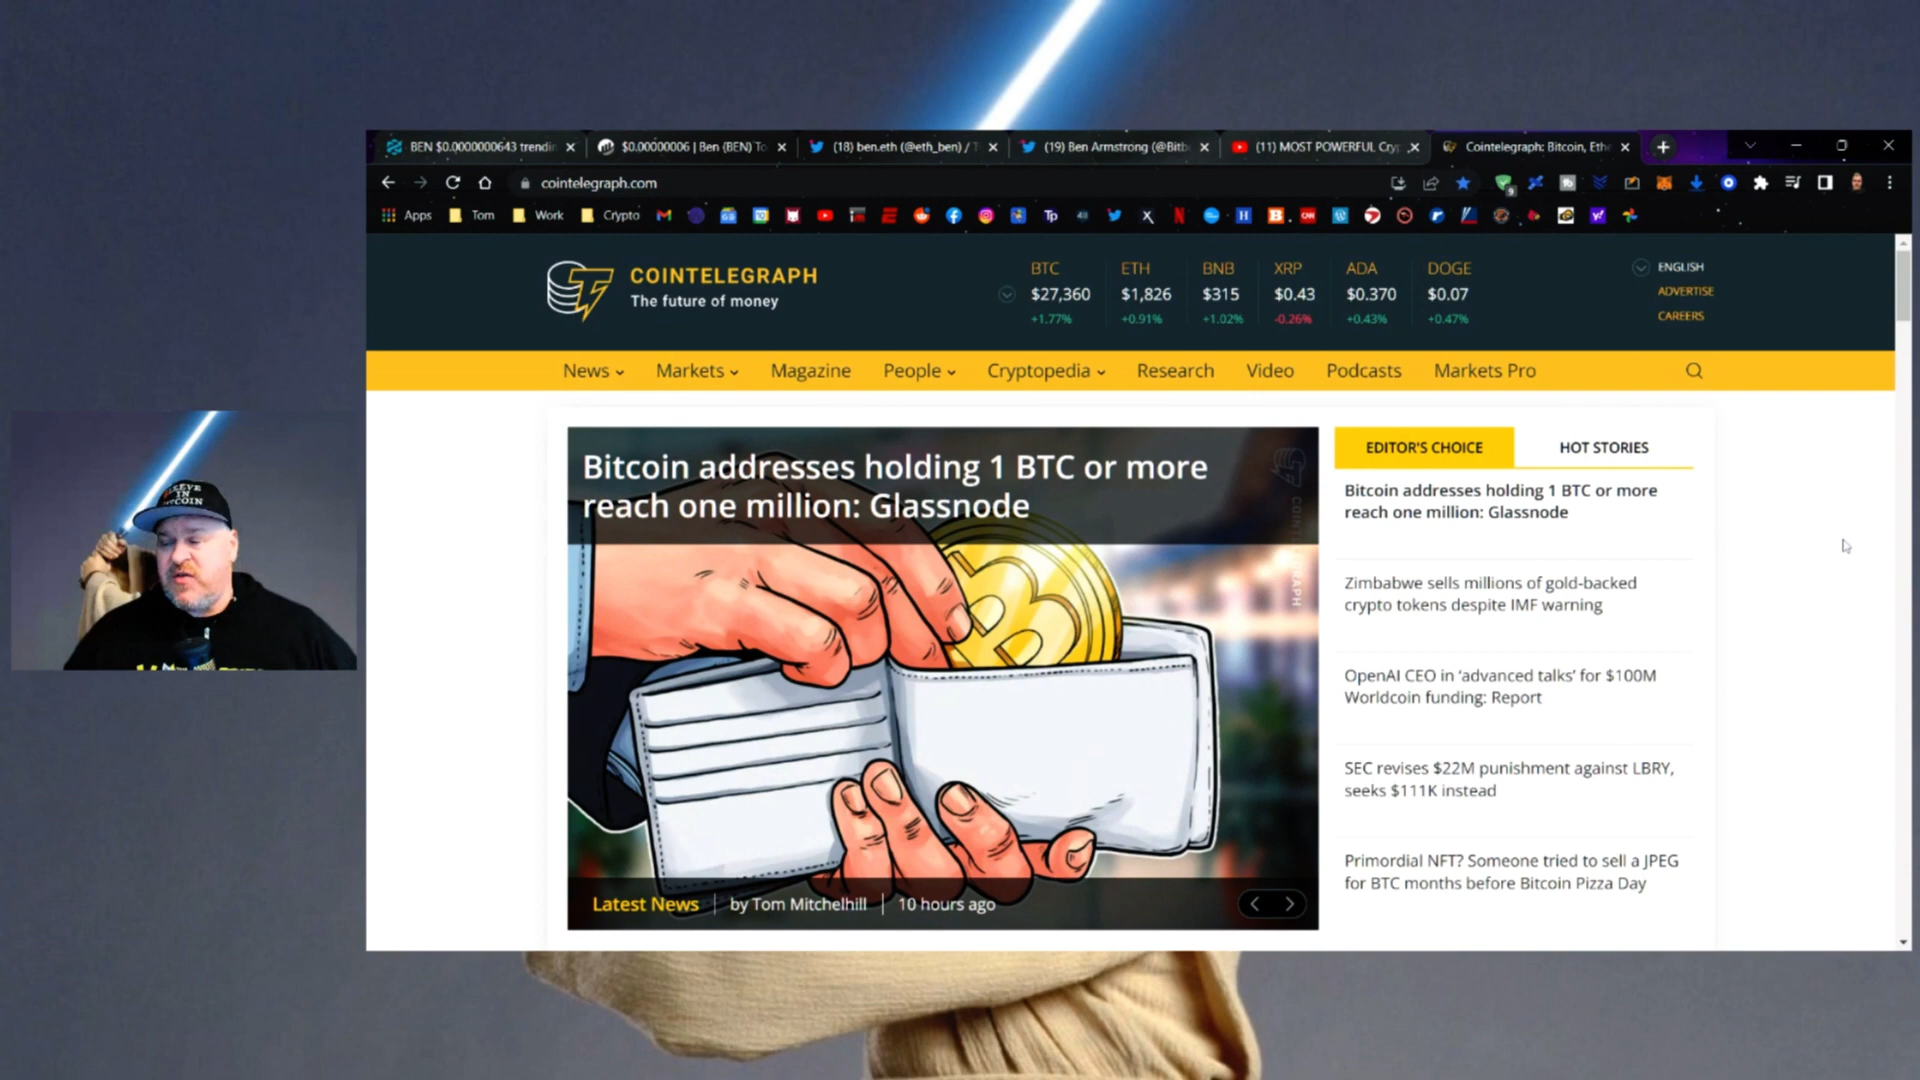 BEN $0.0000000643 trendin
$0.00000006 | Ben (BEN) To
(18) ben.eth (@eth_ben) / T
(19) Ben Armstrong (@Bitb
(11) MOST POWERFUL Cry
Cointelegraph: Bitcoin, Ethe
cointelegraph.com
Apps Tom Work Crypto
COINTELEGRAPH
The future of money
BTC ETH BNB XRP ADA DOGE
$27,360 $1,826 $315 $0.43 $0.370 $0.07
+1.77% +0.91% +1.02% -0.26% +0.43% +0.47%
ENGLISH
ADVERTISE
CAREERS
News Markets Magazine People Cryptopedia Research Video Podcasts Markets Pro
Bitcoin addresses holding 1 BTC or more
reach one million: Glassnode
Latest News | by Tom Mitchelhill | 10 hours ago
EDITOR'S CHOICE HOT STORIES
Bitcoin addresses holding 1 BTC or more
reach one million: Glassnode
Zimbabwe sells millions of gold-backed
crypto tokens despite IMF warning
OpenAI CEO in ‘advanced talks’ for $100M
Worldcoin funding: Report
SEC revises $22M punishment against LBRY,
seeks $111K instead
Primordial NFT? Someone tried to sell a JPEG
for BTC months before Bitcoin Pizza Day
IN